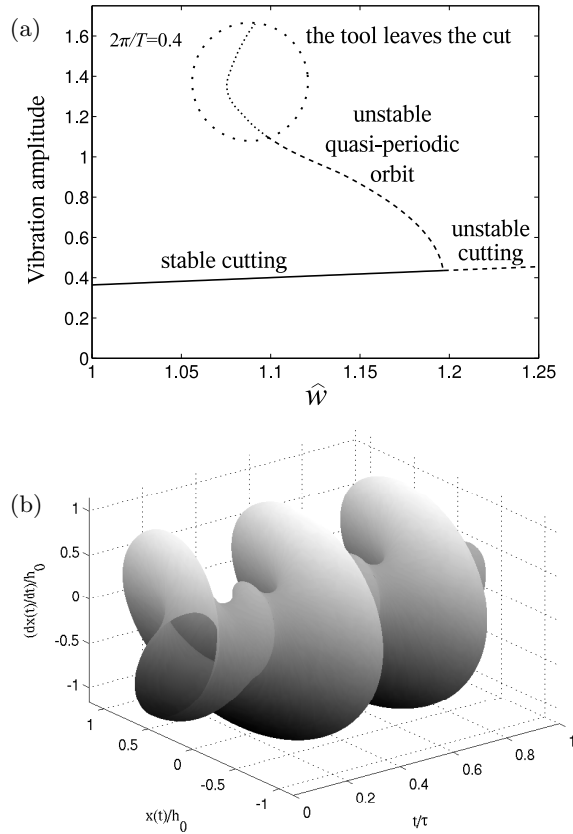 (a)
2π/T=0.4
the tool leaves the cut
unstable
quasi-periodic
orbit
unstable
cutting
stable cutting
Vibration amplitude
1.6
1.4
1.2
1
0.8
0.6
0.4
0.2
0
1
1.05
1.1
1.15
1.2
1.25
ŵ
(b)
(dx(t)/dt)/h₀
1
0.5
0
-0.5
-1
1
0.5
0
-0.5
-1
x(t)/h₀
0
0.2
0.4
0.6
0.8
1
t/τ